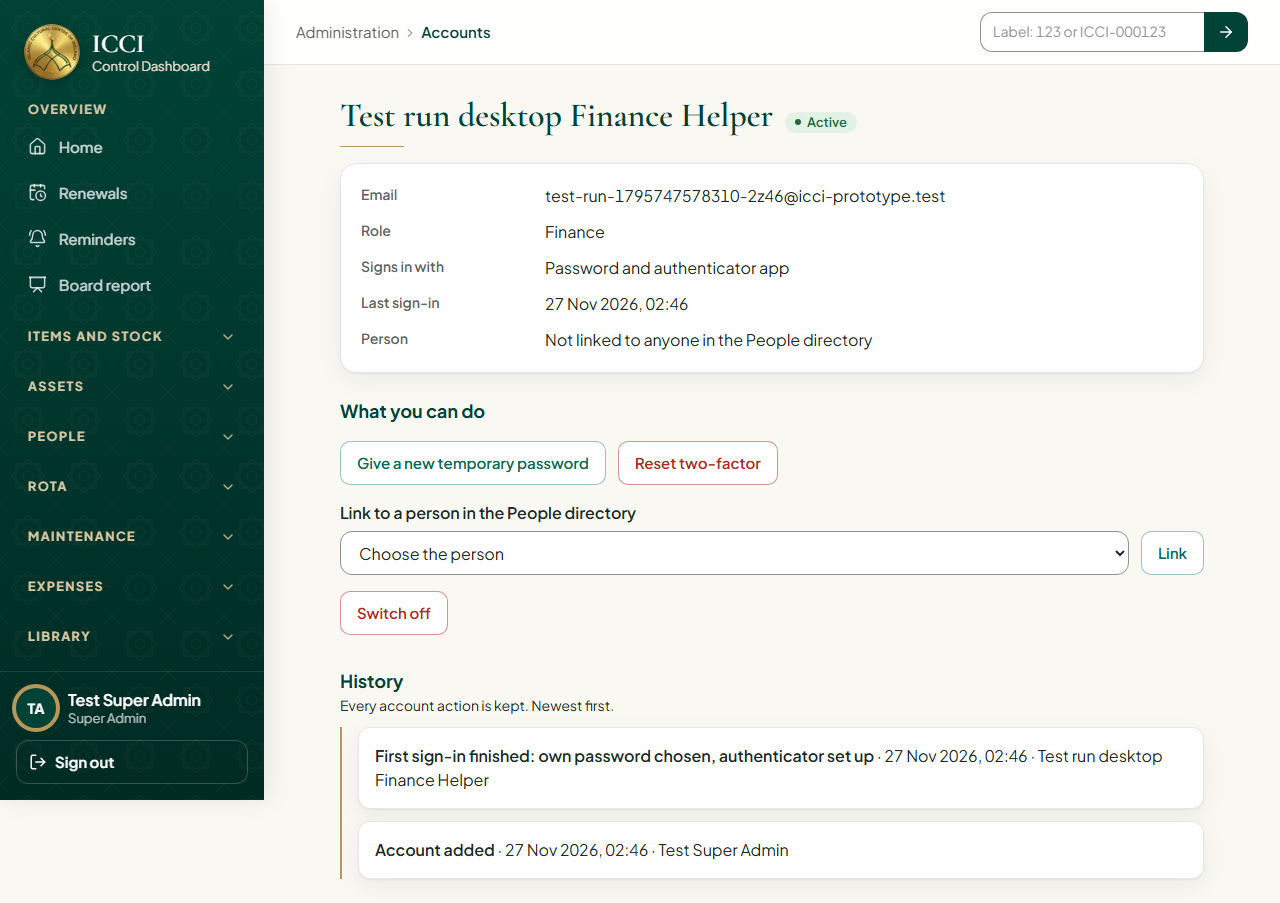 ICCI
Control Dashboard
OVERVIEW
Home
Renewals
Reminders
Board report
ITEMS AND STOCK
ASSETS
PEOPLE
ROTA
MAINTENANCE
EXPENSES
LIBRARY
TA
Test Super Admin
Super Admin
Sign out
Administration > Accounts
Label: 123 or ICCI-000123
Test run desktop Finance Helper
Active
Email test-run-1795747578310-2z46@icci-prototype.test
Role Finance
Signs in with Password and authenticator app
Last sign-in 27 Nov 2026, 02:46
Person Not linked to anyone in the People directory
What you can do
Give a new temporary password
Reset two-factor
Link to a person in the People directory
Choose the person
Link
Switch off
History
Every account action is kept. Newest first.
First sign-in finished: own password chosen, authenticator set up · 27 Nov 2026, 02:46 · Test run desktop
Finance Helper
Account added · 27 Nov 2026, 02:46 · Test Super Admin